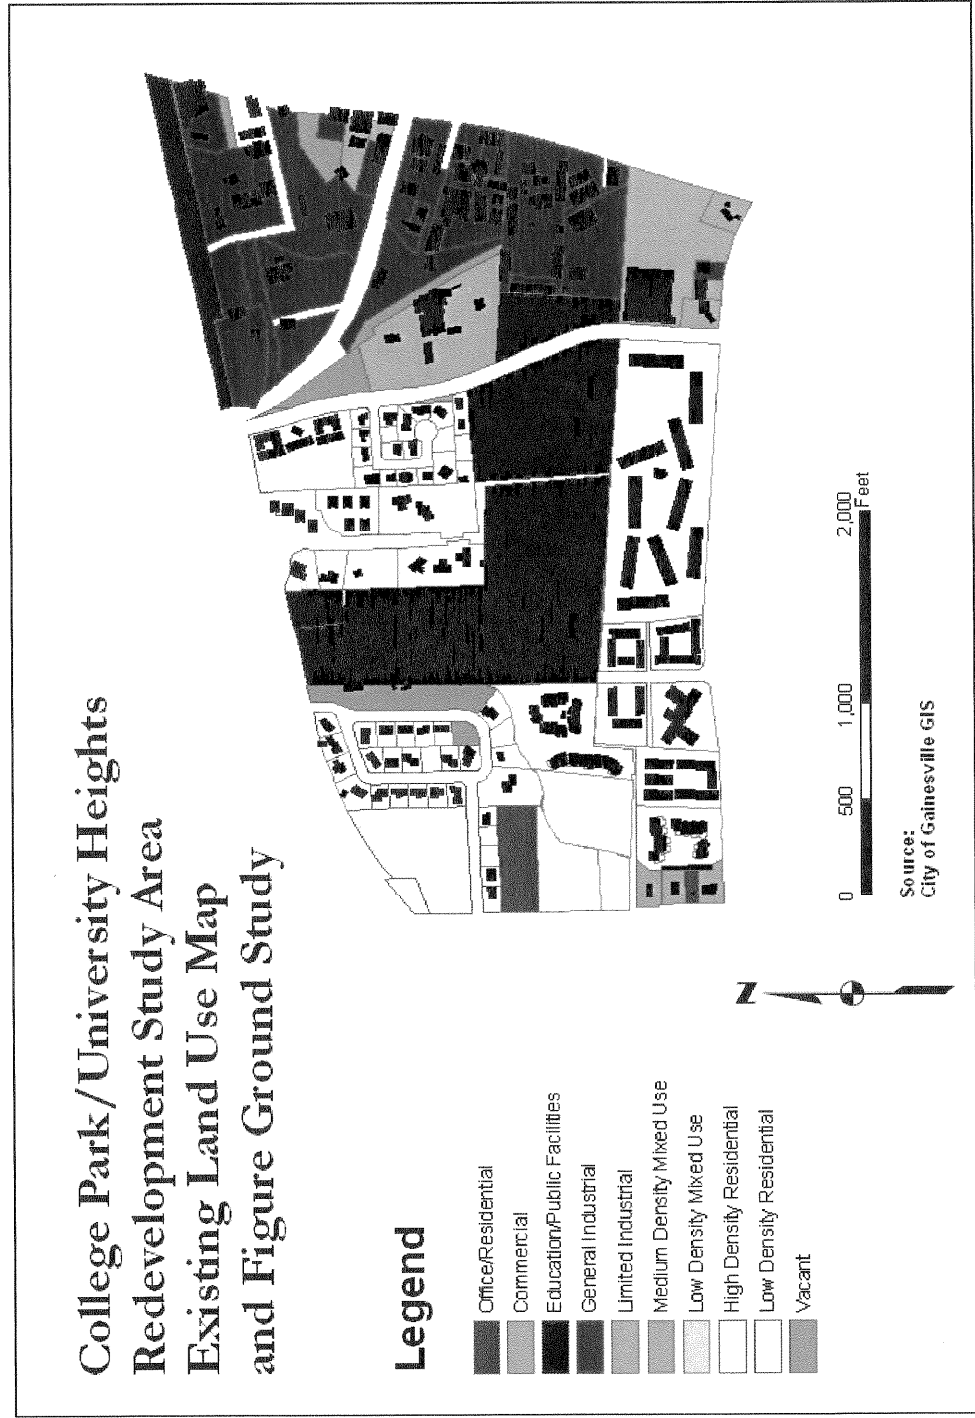 College Park/University Heights
Redevelopment Study Area
Existing Land Use Map
and Figure Ground Study
Legend
Office/Residential
Commercial
Education/Public Facilities
General Industrial
Limited Industrial
Medium Density Mixed Use
Low Density Mixed Use
High Density Residential
Low Density Residential
Vacant
N
0 500 1,000 2,000
Feet
Source:
City of Gainesville GIS